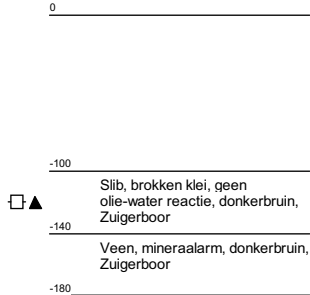 0
-100
Slib, brokken klei, geen
olie-water reactie, donkerbruin,
Zuigerboor
-140
Veen, mineraalarm, donkerbruin,
Zuigerboor
-180